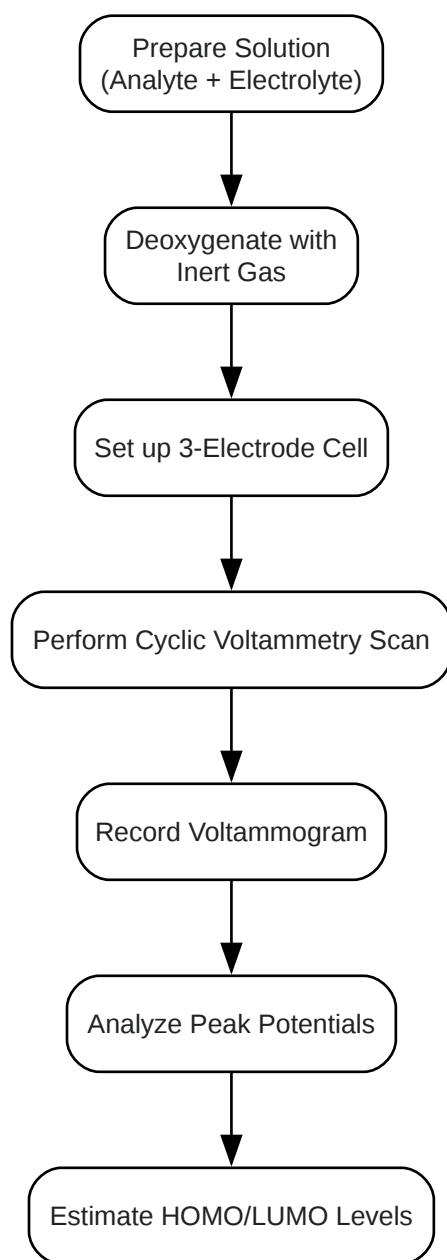 Prepare Solution
(Analyte + Electrolyte)
Deoxygenate with
Inert Gas
Set up 3-Electrode Cell
Perform Cyclic Voltammetry Scan
Record Voltammogram
Analyze Peak Potentials
Estimate HOMO/LUMO Levels